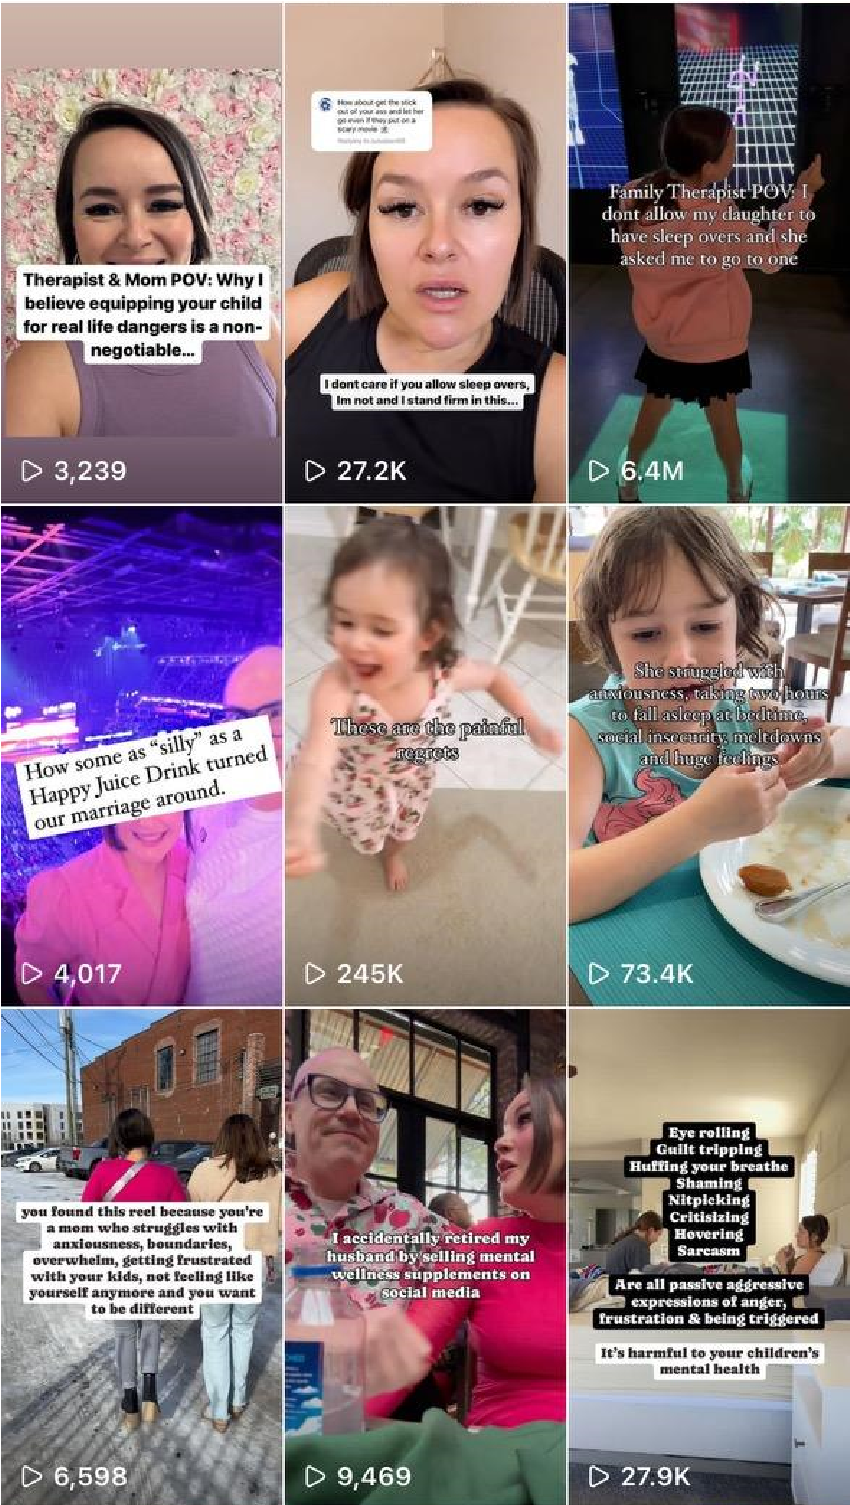 Therapist & Mom POV: Why I
believe equipping your child
for real life dangers is a non-
negotiable...
3,239
How about get the stick
out of your ass and let her
go even if they put on a
scary movie
I dont care if you allow sleep overs,
Im not and I stand firm in this...
27.2K
Family Therapist POV: I
dont allow my daughter to
have sleep overs and she
asked me to go to one
6.4M
How some as “silly” as a
Happy Juice Drink turned
our marriage around.
4,017
These are the painful
regrets
245K
She struggled with
anxiousness, taking two hours
to fall asleep at bedtime,
social insecurity, meltdowns
and huge feelings
73.4K
you found this reel because you're
a mom who struggles with
anxiousness, boundaries,
overwhelm, getting frustrated
with your kids, not feeling like
yourself anymore and you want
to be different
6,598
I accidentally retired my
husband by selling mental
wellness supplements on
social media
9,469
Eye rolling
Guilt tripping
Huffing your breathe
Shaming
Nitpicking
Critisizing
Hovering
Sarcasm
Are all passive aggressive
expressions of anger,
frustration & being triggered
It's harmful to your children's
mental health
27.9K